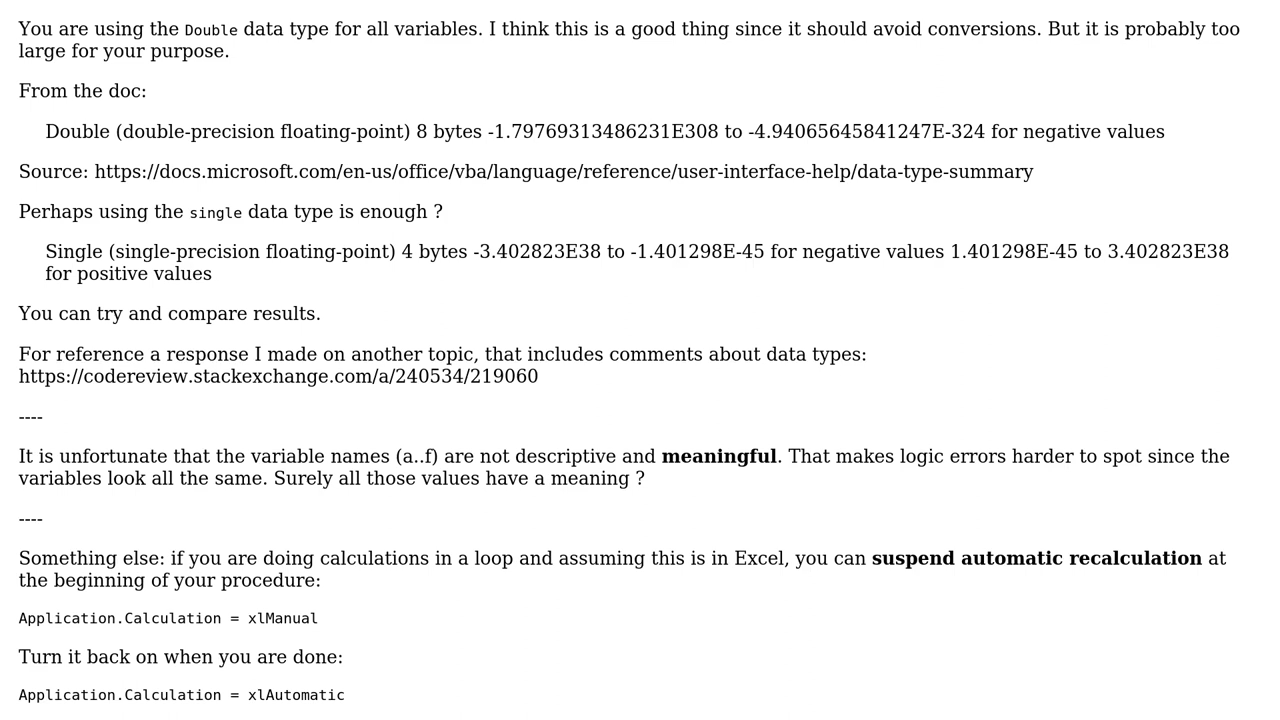 You are using the Double data type for all variables. I think this is a good thing since it should avoid conversions. But it is probably too
large for your purpose.
From the doc:
Double (double-precision floating-point) 8 bytes -1.79769313486231E308 to -4.94065645841247E-324 for negative values
Source: https://docs.microsoft.com/en-us/office/vba/language/reference/user-interface-help/data-type-summary
Perhaps using the single data type is enough ?
Single (single-precision floating-point) 4 bytes -3.402823E38 to -1.401298E-45 for negative values 1.401298E-45 to 3.402823E38
for positive values
You can try and compare results.
For reference a response I made on another topic, that includes comments about data types:
https://codereview.stackexchange.com/a/240534/219060
----
It is unfortunate that the variable names (a..f) are not descriptive and meaningful. That makes logic errors harder to spot since the
variables look all the same. Surely all those values have a meaning ?
----
Something else: if you are doing calculations in a loop and assuming this is in Excel, you can suspend automatic recalculation at
the beginning of your procedure:
Application.Calculation = xlManual
Turn it back on when you are done:
Application.Calculation = xlAutomatic